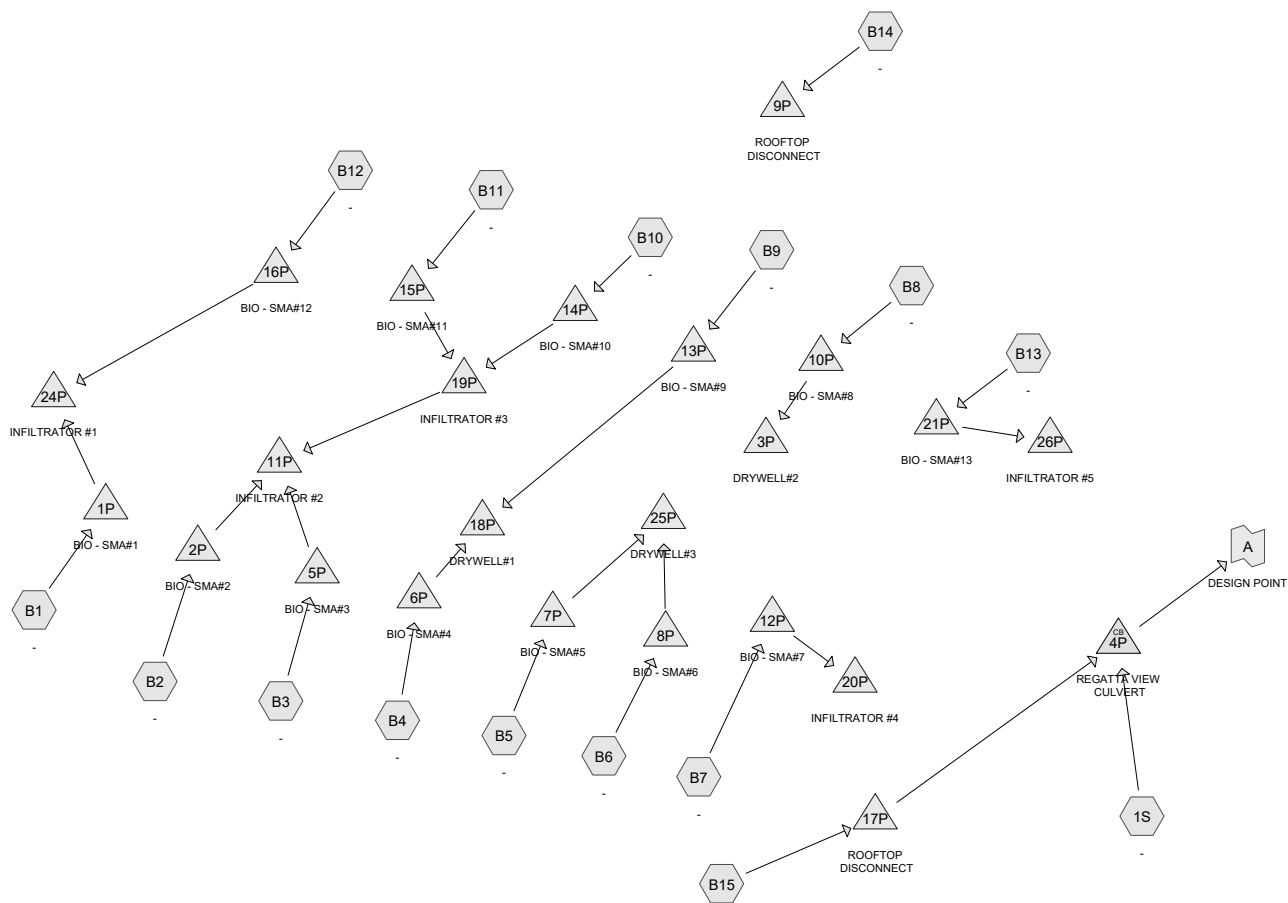 B14
-
9P
ROOFTOP
DISCONNECT
B12
-
B11
-
B10
-
B9
-
B8
-
16P
BIO - SMA#12
15P
BIO - SMA#11
14P
BIO - SMA#10
13P
BIO - SMA#9
10P
BIO - SMA#8
B13
-
24P
INFILTRATOR #1
19P
INFILTRATOR #3
3P
DRYWELL#2
21P
BIO - SMA#13
26P
INFILTRATOR #5
11P
INFILTRATOR #2
1P
BIO - SMA#1
18P
DRYWELL#1
25P
DRYWELL#3
2P
BIO - SMA#2
5P
BIO - SMA#3
6P
BIO - SMA#4
7P
BIO - SMA#5
8P
BIO - SMA#6
12P
BIO - SMA#7
20P
INFILTRATOR #4
A
DESIGN POINT
CB
4P
REGATTA VIEW
CULVERT
B1
-
B2
-
B3
-
B4
-
B5
-
B6
-
B7
-
17P
ROOFTOP
DISCONNECT
1S
-
B15